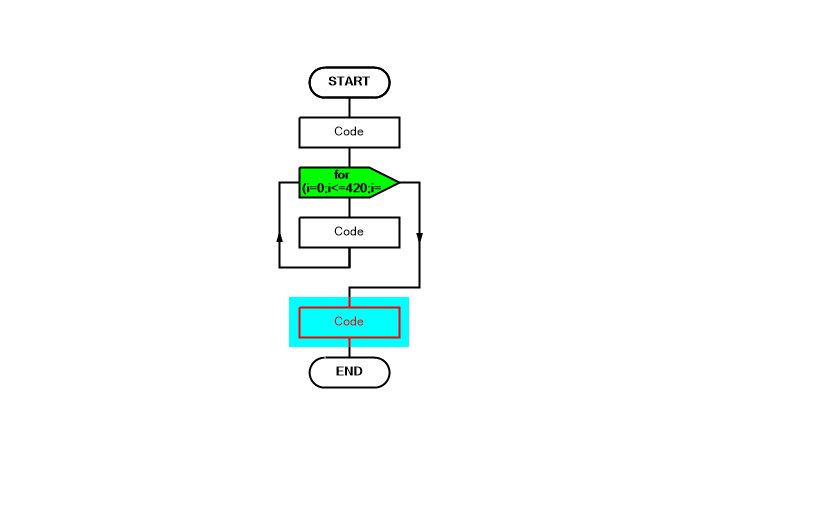 START
Code
for
(i=0;i<=420;i=
Code
Code
END